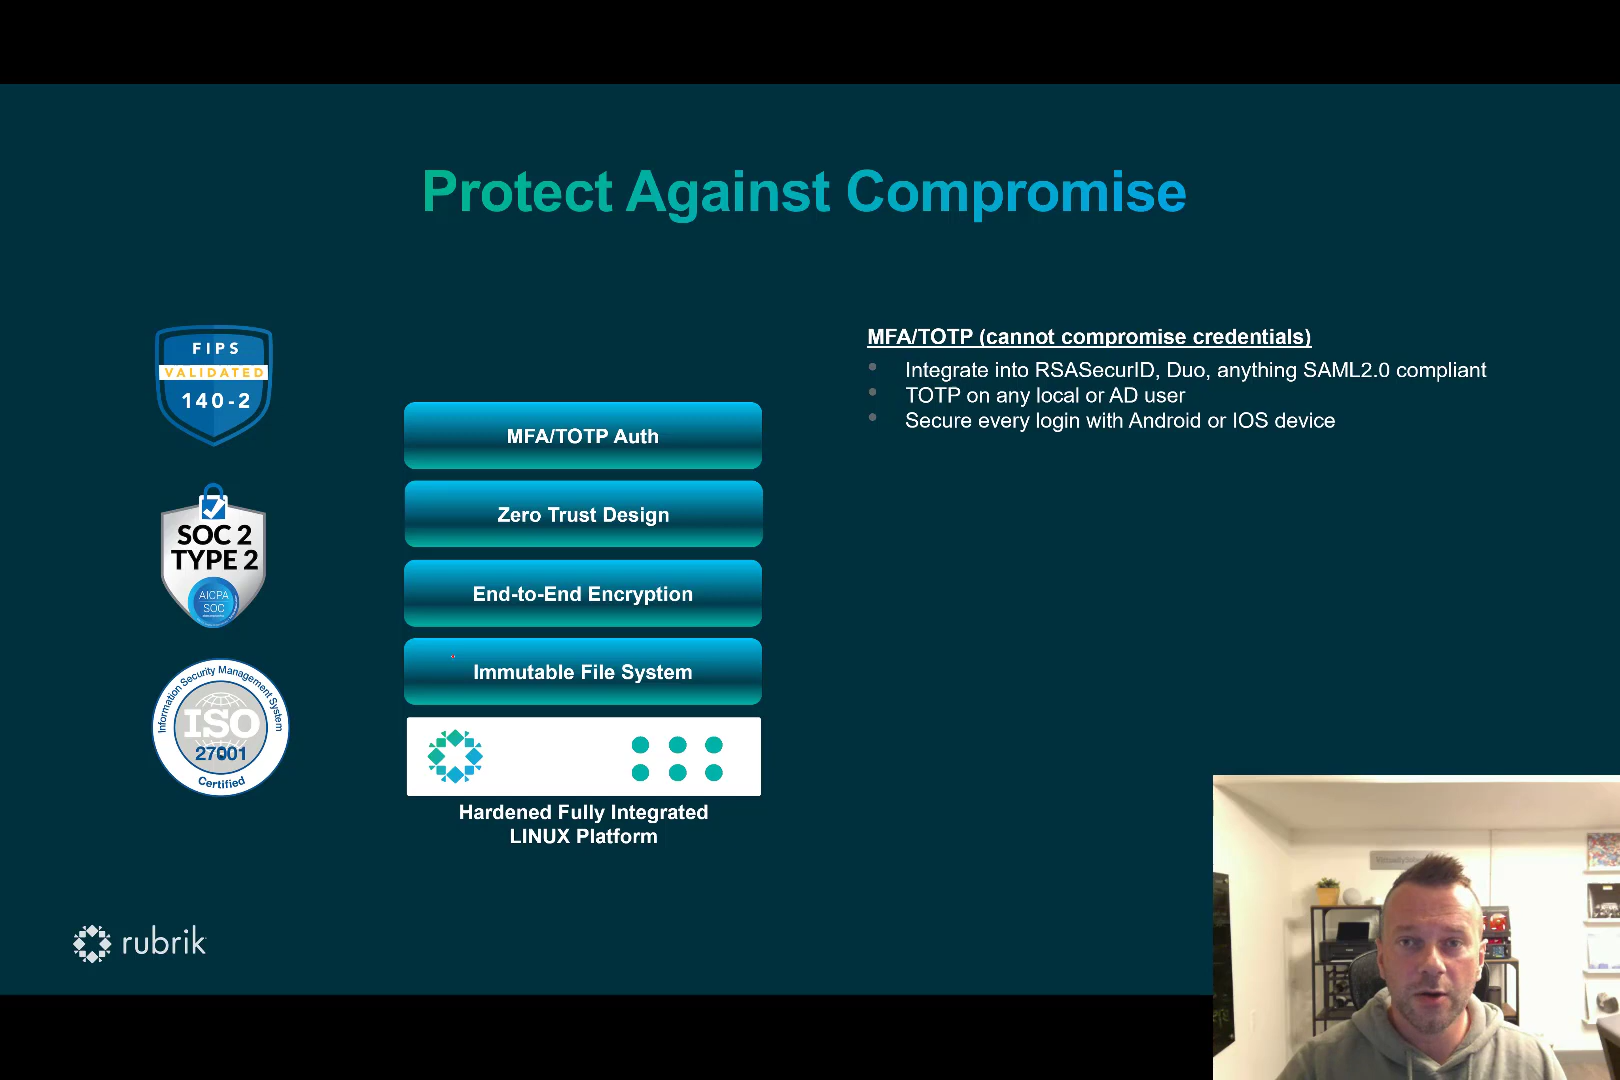 Protect Against Compromise
FIPS
VALIDATED
140-2
SOC 2
TYPE 2
AICPA
SOC
Information Security Management System
ISO
27001
Certified
MFA/TOTP Auth
Zero Trust Design
End-to-End Encryption
Immutable File System
Hardened Fully Integrated
LINUX Platform
MFA/TOTP (cannot compromise credentials)
Integrate into RSASecurID, Duo, anything SAML2.0 compliant
TOTP on any local or AD user
Secure every login with Android or IOS device
rubrik